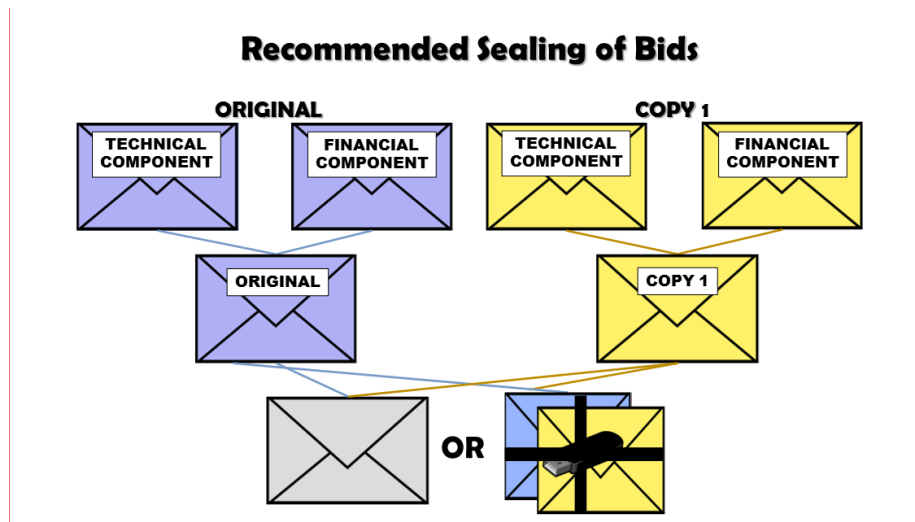 Recommended Sealing of Bids
ORIGINAL
COPY 1
TECHNICAL
COMPONENT
FINANCIAL
COMPONENT
TECHNICAL
COMPONENT
FINANCIAL
COMPONENT
ORIGINAL
COPY 1
OR